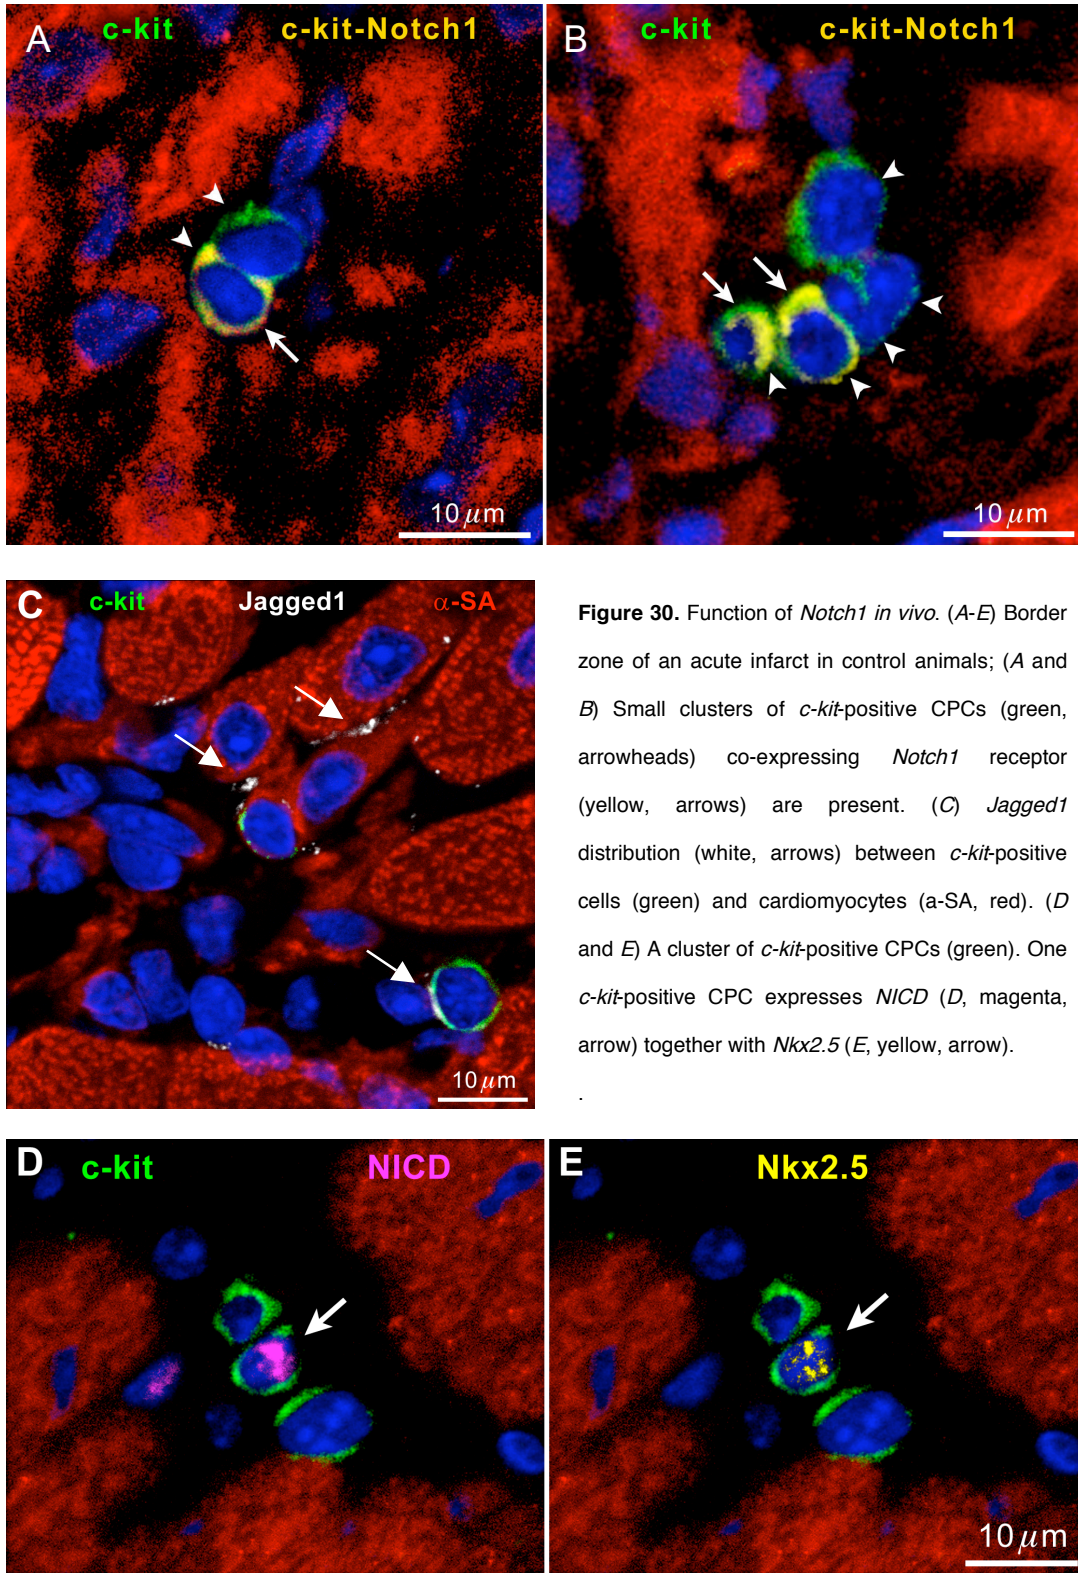 A c-kit c-kit-Notch1
B c-kit c-kit-Notch1
10 μm
10 μm
C c-kit Jagged1 α-SA
10 μm
Figure 30. Function of Notch1 in vivo. (A-E) Border
zone of an acute infarct in control animals; (A and
B) Small clusters of c-kit-positive CPCs (green,
arrowheads) co-expressing Notch1 receptor
(yellow, arrows) are present. (C) Jagged1
distribution (white, arrows) between c-kit-positive
cells (green) and cardiomyocytes (a-SA, red). (D
and E) A cluster of c-kit-positive CPCs (green). One
c-kit-positive CPC expresses NICD (D, magenta,
arrow) together with Nkx2.5 (E, yellow, arrow).
.
D c-kit NICD
E Nkx2.5
10 μm